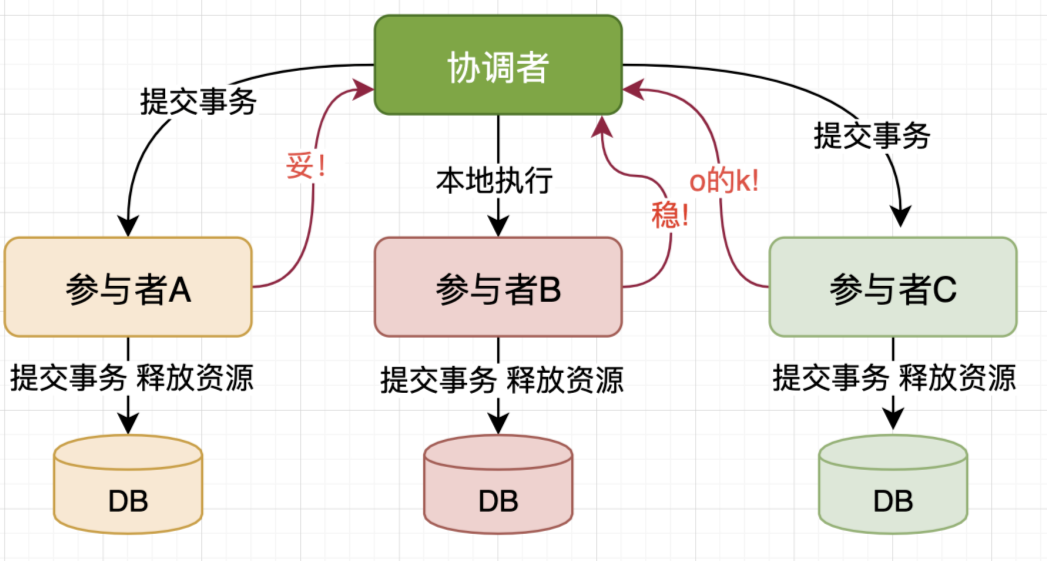 协调者
提交事务
提交事务
妥!
本地执行
o的k!
稳!
参与者A
参与者B
参与者C
提交事务 释放资源
提交事务 释放资源
提交事务 释放资源
DB
DB
DB